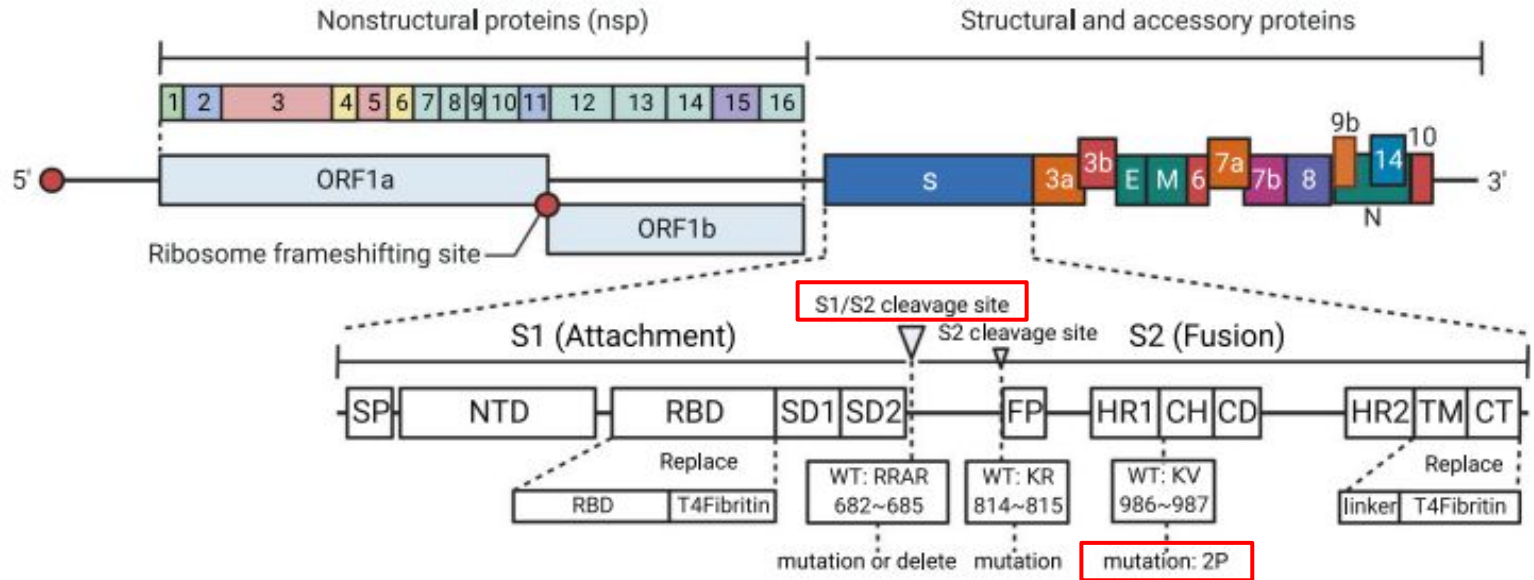 Nonstructural proteins (nsp)
Structural and accessory proteins
1 2 3 4 5 6 7 8 9 10 11 12 13 14 15 16
9b 10
3b 7a 14
5' ORF1a S 3a E M 6 7b 8 3'
N
ORF1b
Ribosome frameshifting site
S1/S2 cleavage site
S1 (Attachment) S2 cleavage site S2 (Fusion)
SP NTD RBD SD1 SD2 FP HR1 CH CD HR2 TM CT
Replace WT: RRAR WT: KR WT: KV Replace
RBD T4Fibritin 682~685 814~815 986~987 linker T4Fibritin
mutation or delete mutation mutation: 2P